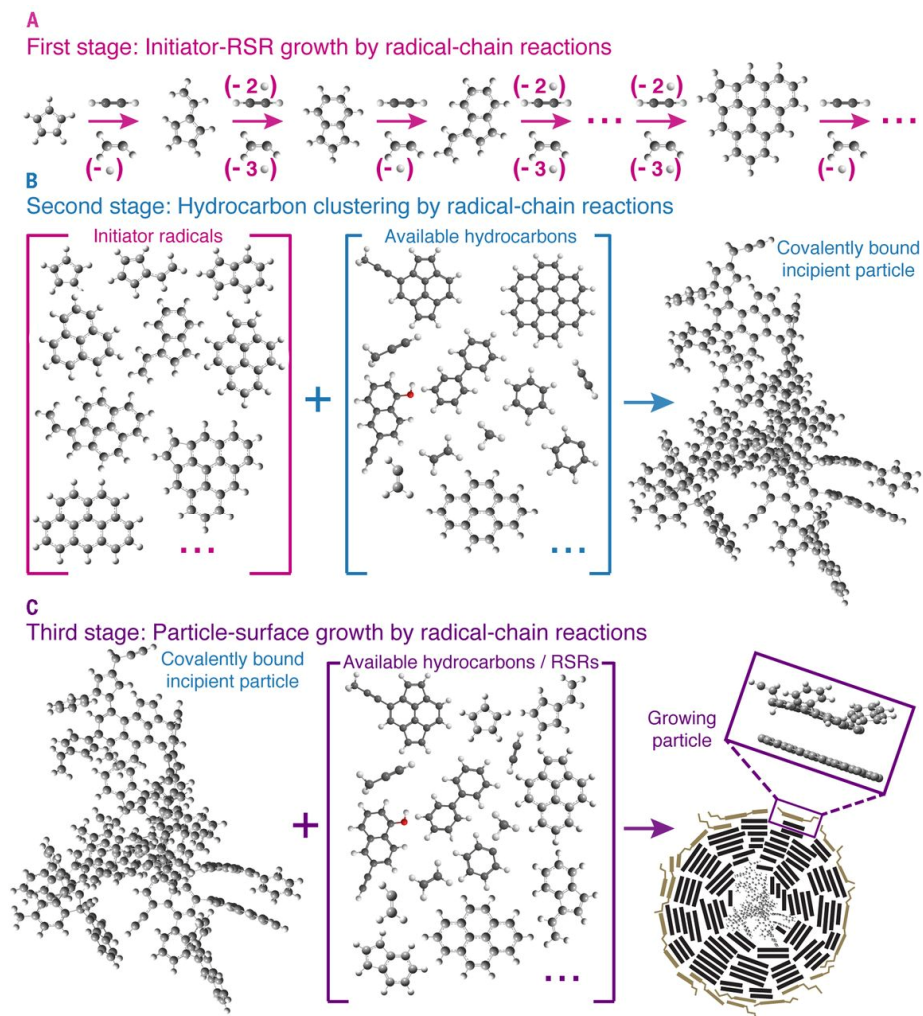 A
First stage: Initiator-RSR growth by radical-chain reactions
(- 2 ) (- 2 ) (- 2 )
... ...
(- ) (- 3 ) (- ) (- 3 ) (- 3 ) (- )
B
Second stage: Hydrocarbon clustering by radical-chain reactions
Initiator radicals
Available hydrocarbons
Covalently bound
incipient particle
+
...
...
C
Third stage: Particle-surface growth by radical-chain reactions
Covalently bound
incipient particle
Available hydrocarbons / RSRs
Growing
particle
+
...